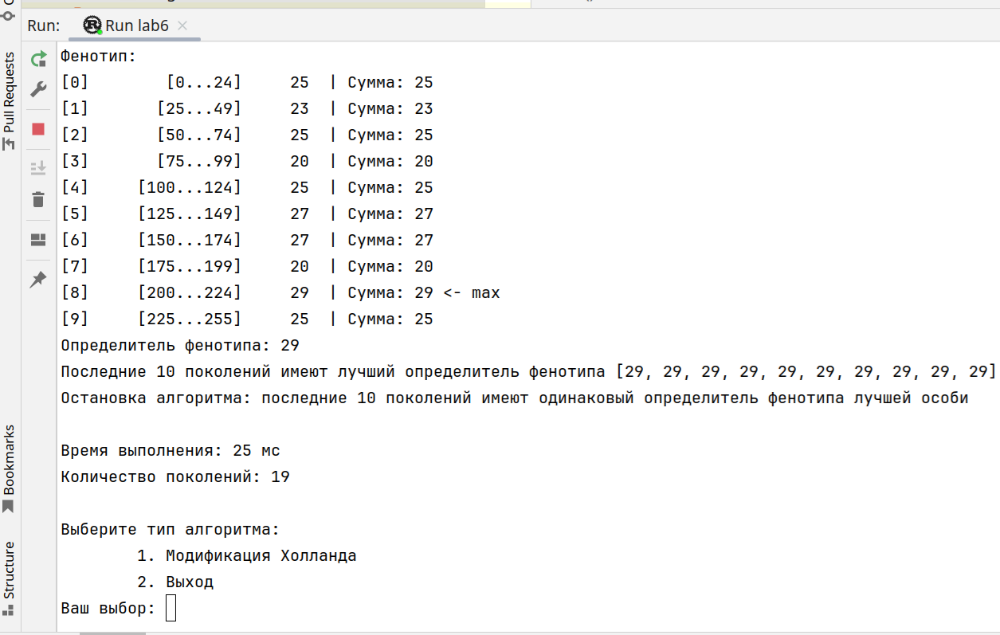 Run: Run lab6
Фенотип:
[0] [0...24] 25 | Сумма: 25
[1] [25...49] 23 | Сумма: 23
[2] [50...74] 25 | Сумма: 25
[3] [75...99] 20 | Сумма: 20
[4] [100...124] 25 | Сумма: 25
[5] [125...149] 27 | Сумма: 27
[6] [150...174] 27 | Сумма: 27
[7] [175...199] 20 | Сумма: 20
[8] [200...224] 29 | Сумма: 29 <- max
[9] [225...255] 25 | Сумма: 25
Определитель фенотипа: 29
Последние 10 поколений имеют лучший определитель фенотипа [29, 29, 29, 29, 29, 29, 29, 29, 29, 29]
Остановка алгоритма: последние 10 поколений имеют одинаковый определитель фенотипа лучшей особи
Время выполнения: 25 мс
Количество поколений: 19
Выберите тип алгоритма:
1. Модификация Холланда
2. Выход
Ваш выбор:
Pull Requests
Bookmarks
Structure